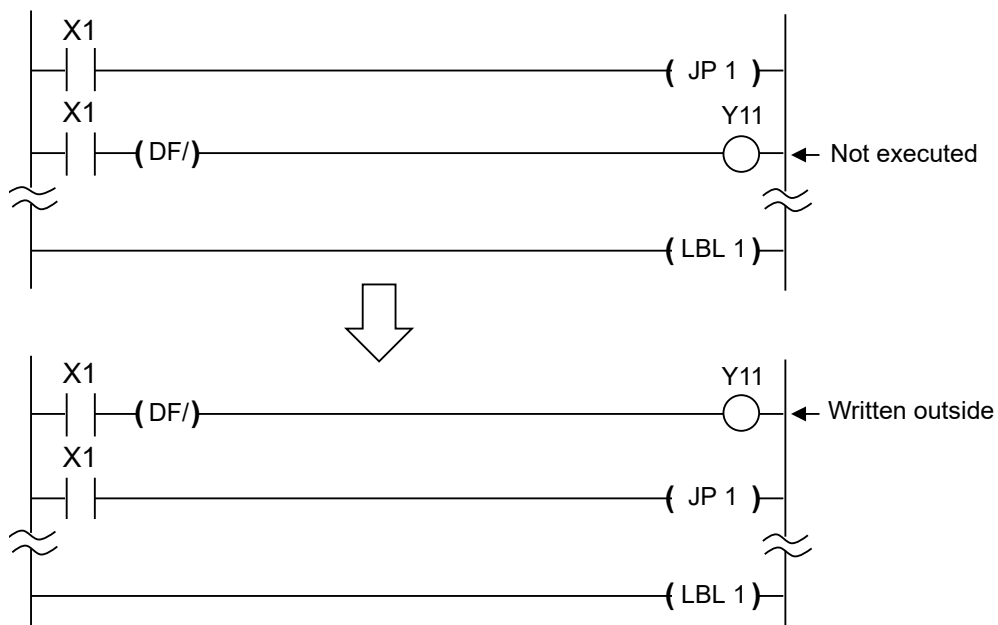 X1
( JP 1 )
X1
( DF/ )
Y11
Not executed
( LBL 1 )
X1
( DF/ )
Y11
Written outside
X1
( JP 1 )
( LBL 1 )